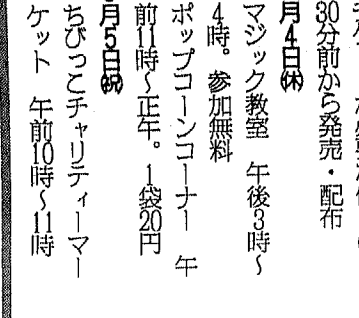 30分前から発売・配布
月4日㈹
マジック教室　午後3時〜
4時。参加無料
ポップコーンコーナー　午
前11時〜正午。1袋20円
月5日㈷
ちびっこチャリティーマー
ケット　午前10時〜11時